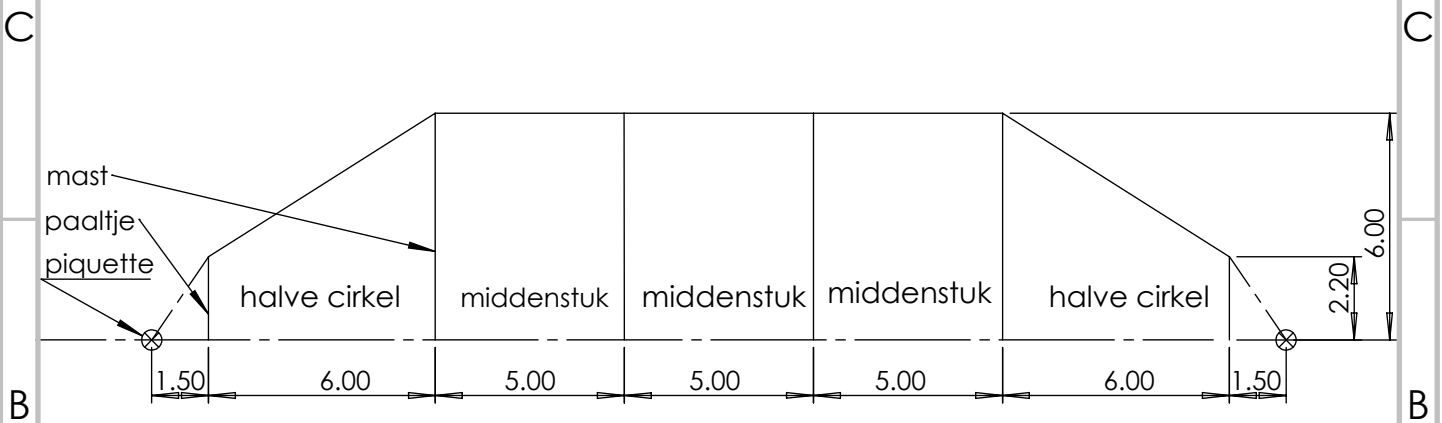 C
C
mast
paaltje
piquette
6.00
2.20
halve cirkel
middenstuk
middenstuk
middenstuk
halve cirkel
1.50
6.00
5.00
5.00
5.00
6.00
1.50
B
B